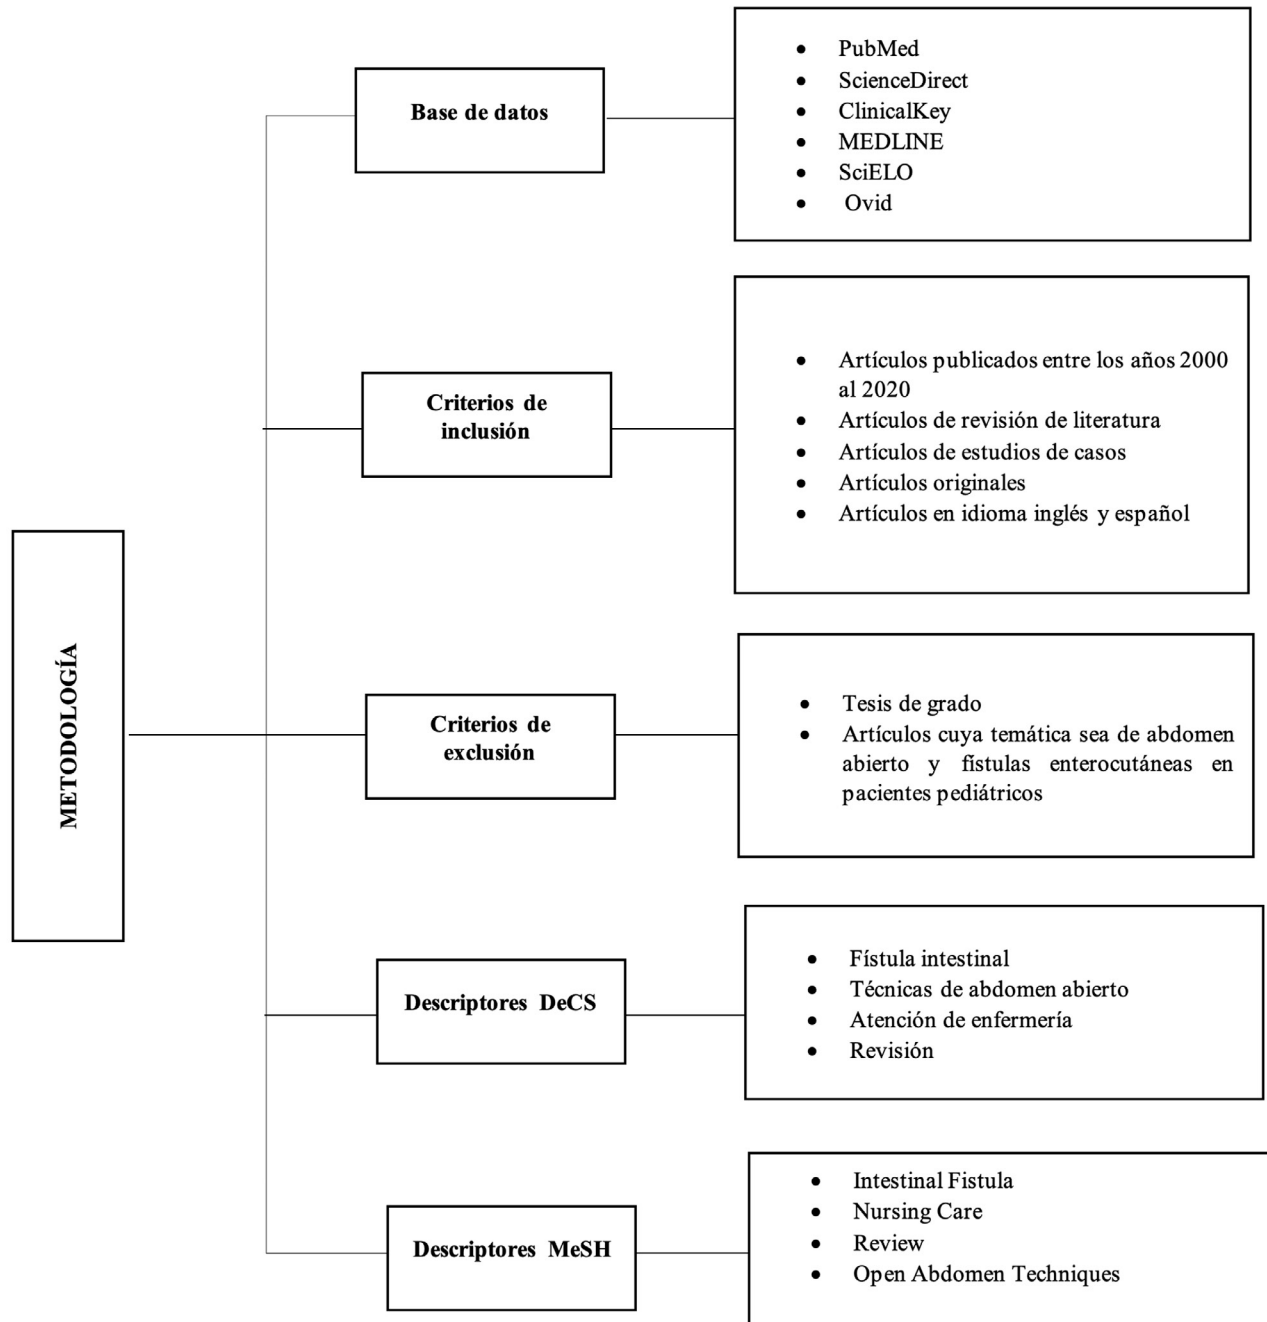 METODOLOGÍA
Base de datos
• PubMed
• ScienceDirect
• ClinicalKey
• MEDLINE
• SciELO
• Ovid
Criterios de
inclusión
• Artículos publicados entre los años 2000
al 2020
• Artículos de revisión de literatura
• Artículos de estudios de casos
• Artículos originales
• Artículos en idioma inglés y español
Criterios de
exclusión
• Tesis de grado
• Artículos cuya temática sea de abdomen
abierto y fístulas enterocutáneas en
pacientes pediátricos
Descriptores DeCS
• Fístula intestinal
• Técnicas de abdomen abierto
• Atención de enfermería
• Revisión
Descriptores MeSH
• Intestinal Fistula
• Nursing Care
• Review
• Open Abdomen Techniques